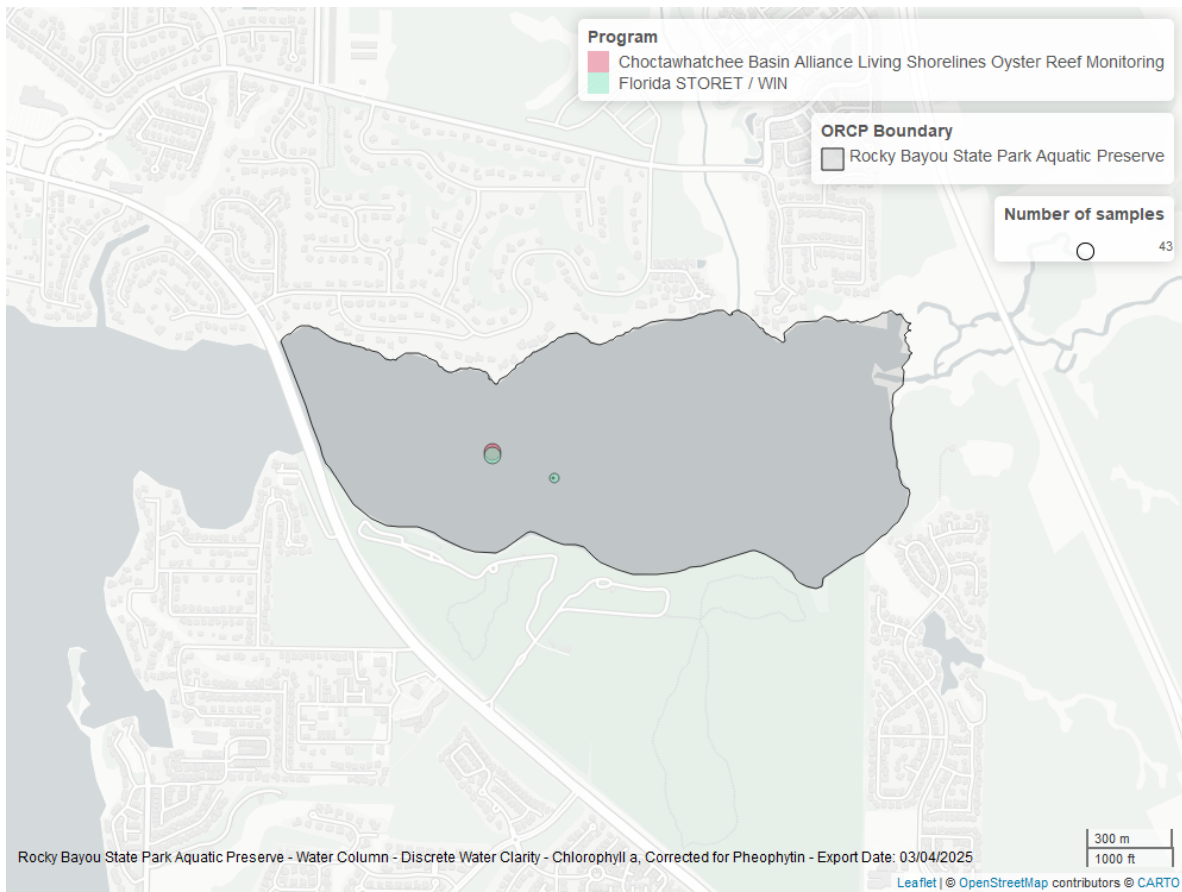 Program
Choctawhatchee Basin Alliance Living Shorelines Oyster Reef Monitoring
Florida STORET / WIN
ORCP Boundary
Rocky Bayou State Park Aquatic Preserve
Number of samples
43
300 m
1000 ft
Rocky Bayou State Park Aquatic Preserve - Water Column - Discrete Water Clarity - Chlorophyll a, Corrected for Pheophytin - Export Date: 03/04/2025
Leaflet | © OpenStreetMap contributors © CARTO